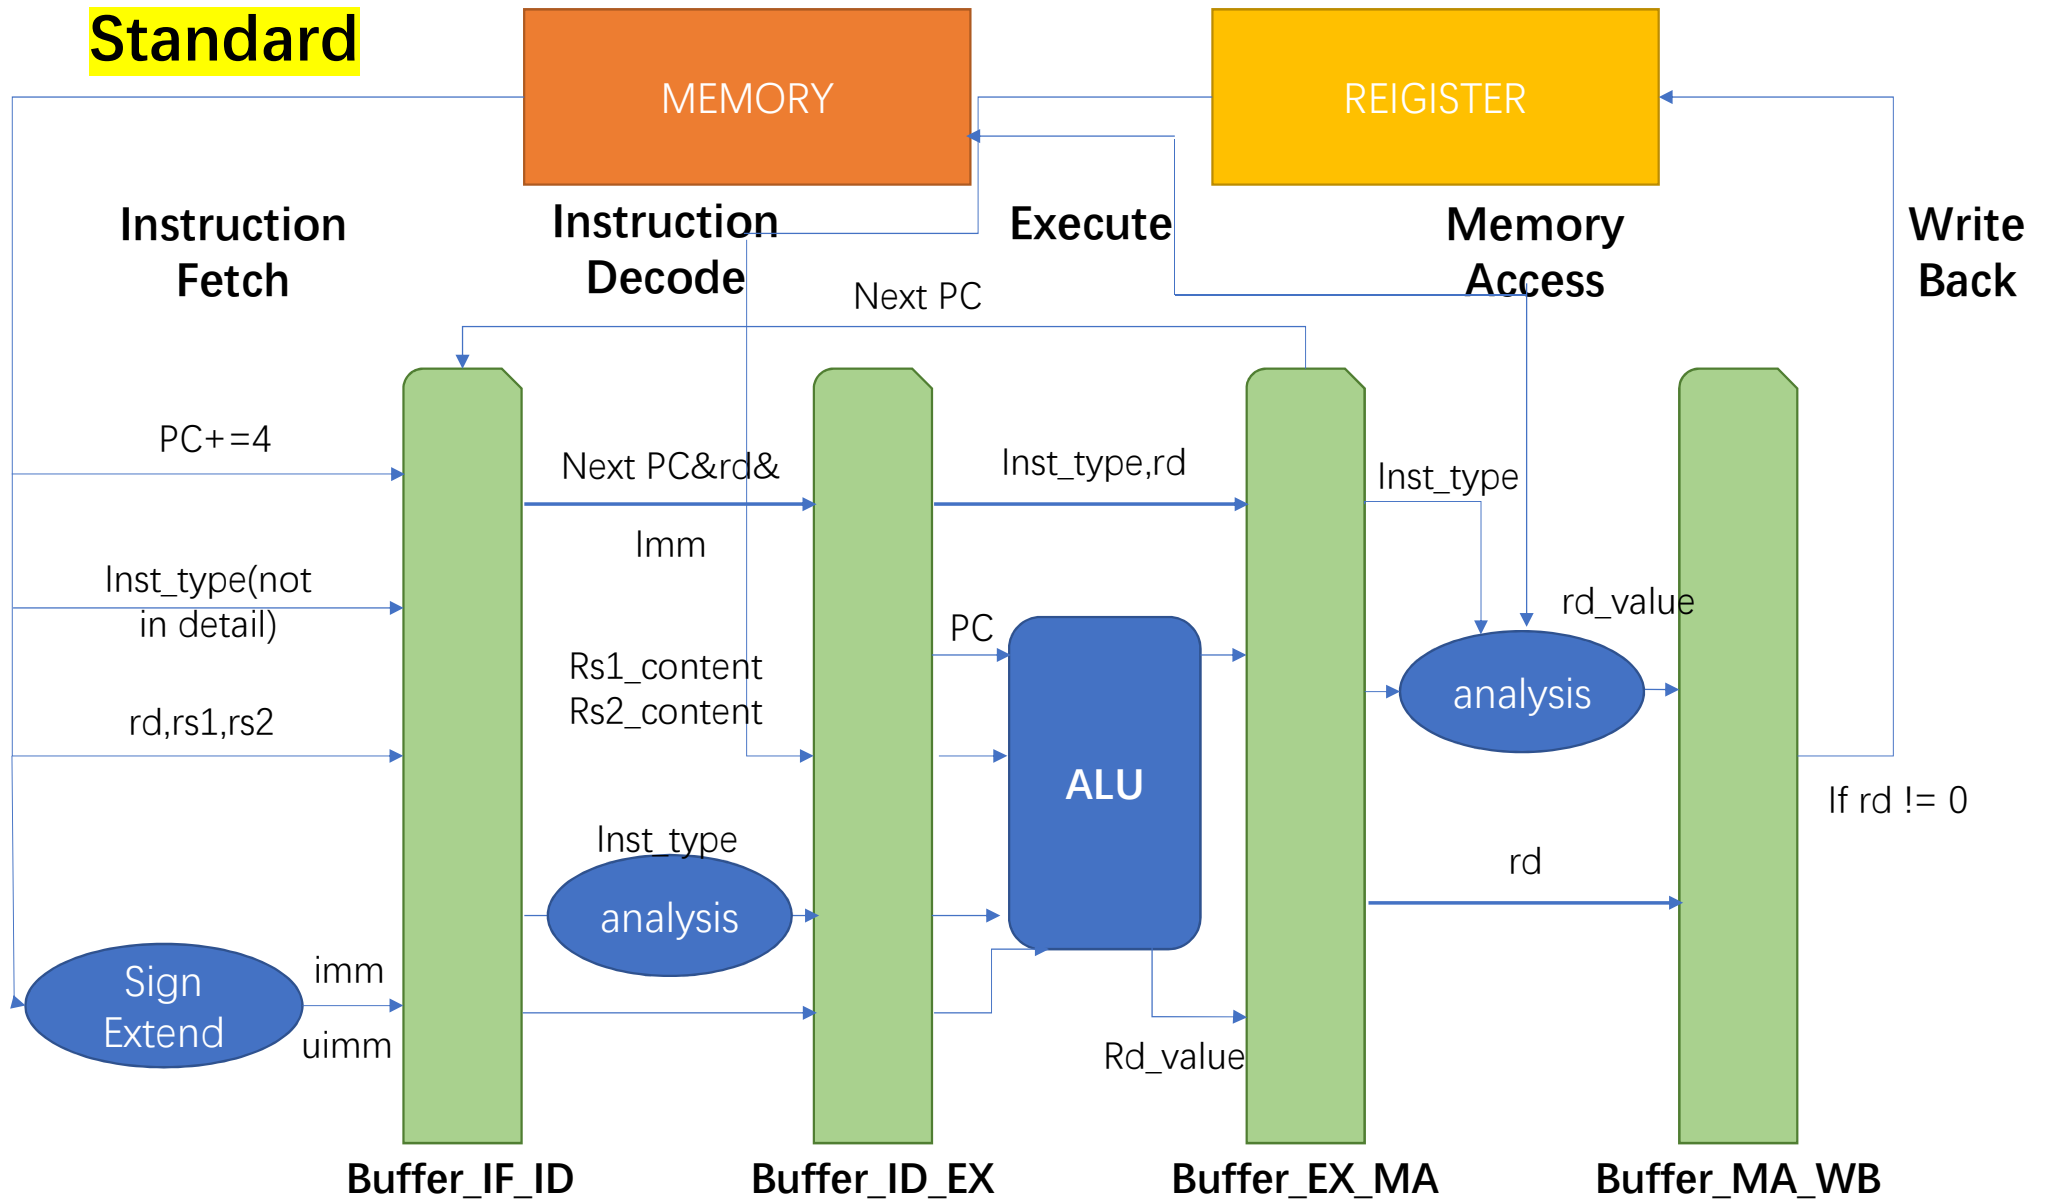 Standard
MEMORY
REIGISTER
Instruction
Fetch
Instruction
Decode
Execute
Memory
Access
Write
Back
Next PC
PC+=4
Next PC&rd&
Imm
Inst_type,rd
Inst_type
Inst_type(not
in detail)
rd_value
PC
Rs1_content
Rs2_content
analysis
rd,rs1,rs2
ALU
If rd != 0
Inst_type
analysis
rd
Sign
Extend
imm
uimm
Rd_value
Buffer_IF_ID
Buffer_ID_EX
Buffer_EX_MA
Buffer_MA_WB